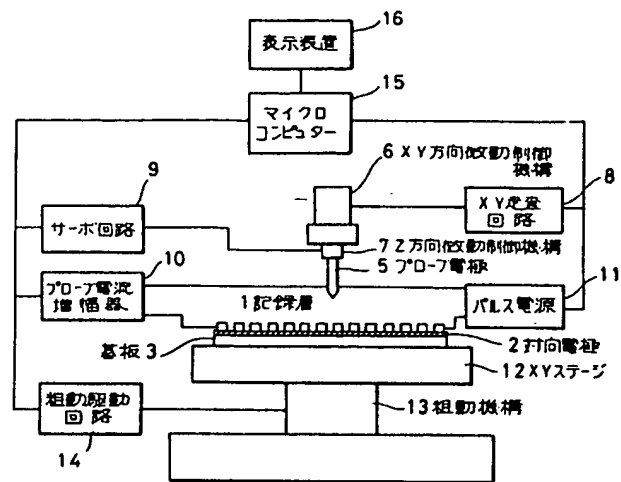 16
表示装置
15
マイクロ
コンピュター
6 XY方向微動制御
機構
9
8
サーボ回路
XY走査
回路
7 Z方向微動制御機構
5 プローブ電極
10
11
プローブ電流
増幅器
1 記録層
パルス電源
基板 3
2 対向電極
12 XYステージ
粗動駆動
回路
13 粗動機構
14